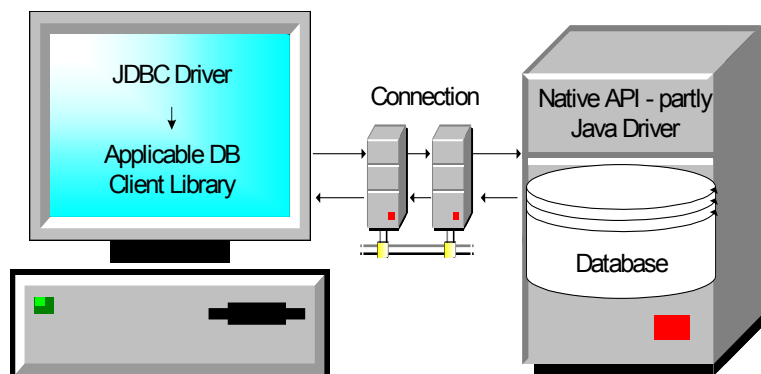 JDBC Driver
Applicable DB
Client Library
Connection
Native API - partly
Java Driver
Database